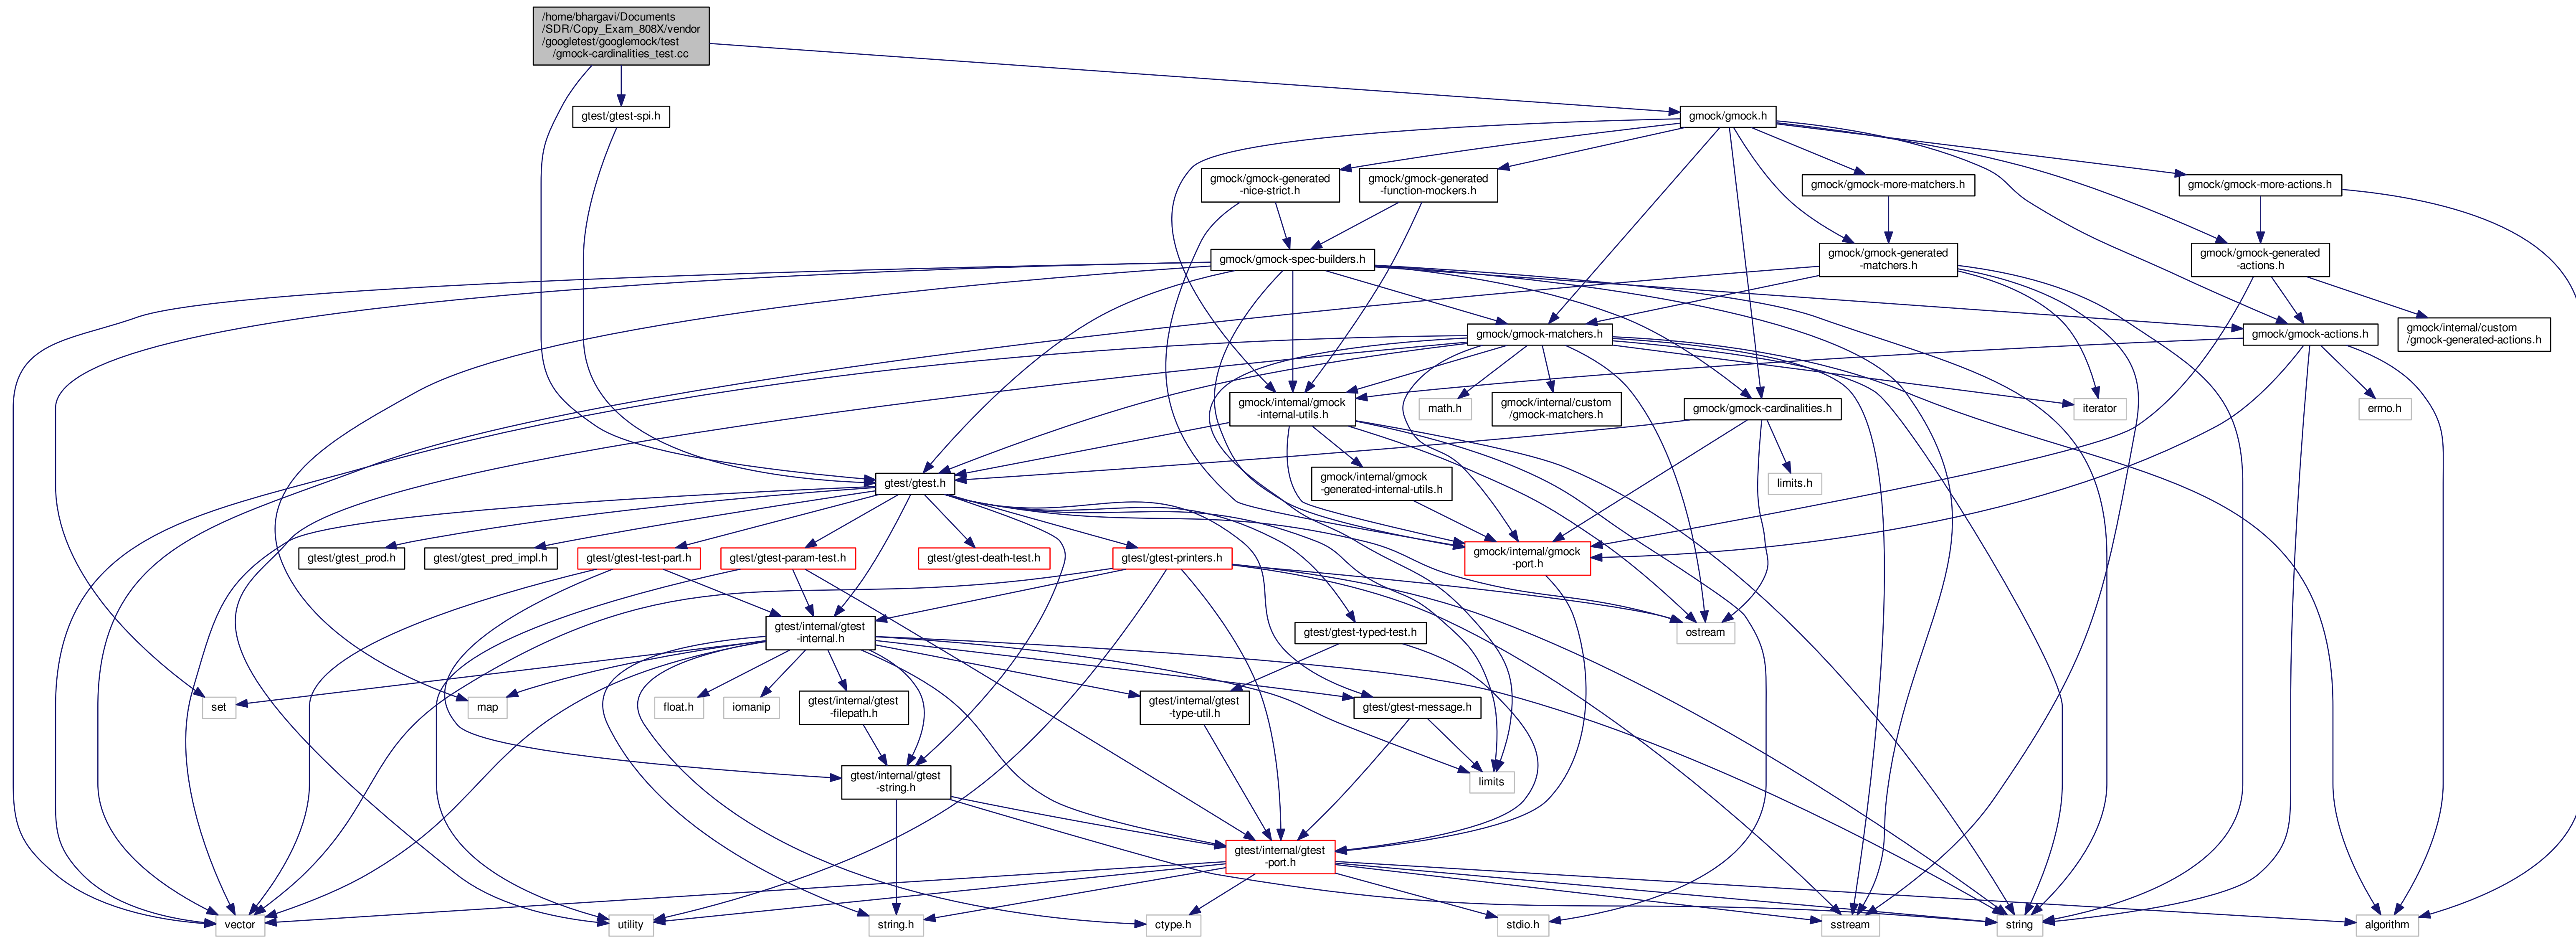 /home/bhargavi/Documents
/SDR/Copy_Exam_808X/vendor
/googletest/googlemock/test
/gmock-cardinalities_test.cc
gtest/gtest-spi.h
gmock/gmock.h
gmock/gmock-generated
-nice-strict.h
gmock/gmock-generated
-function-mockers.h
gmock/gmock-more-matchers.h
gmock/gmock-more-actions.h
gmock/gmock-spec-builders.h
gmock/gmock-generated
-matchers.h
gmock/gmock-generated
-actions.h
gmock/gmock-matchers.h
gmock/gmock-actions.h
gmock/internal/custom
/gmock-generated-actions.h
gmock/internal/gmock
-internal-utils.h
math.h
gmock/internal/custom
/gmock-matchers.h
gmock/gmock-cardinalities.h
iterator
errno.h
gtest/gtest.h
gmock/internal/gmock
-generated-internal-utils.h
limits.h
gtest/gtest_prod.h
gtest/gtest_pred_impl.h
gtest/gtest-test-part.h
gtest/gtest-param-test.h
gtest/gtest-death-test.h
gtest/gtest-printers.h
gmock/internal/gmock
-port.h
gtest/internal/gtest
-internal.h
gtest/gtest-typed-test.h
ostream
set
map
float.h
iomanip
gtest/internal/gtest
-filepath.h
gtest/internal/gtest
-type-util.h
gtest/gtest-message.h
gtest/internal/gtest
-string.h
limits
gtest/internal/gtest
-port.h
vector
utility
string.h
ctype.h
stdio.h
sstream
string
algorithm